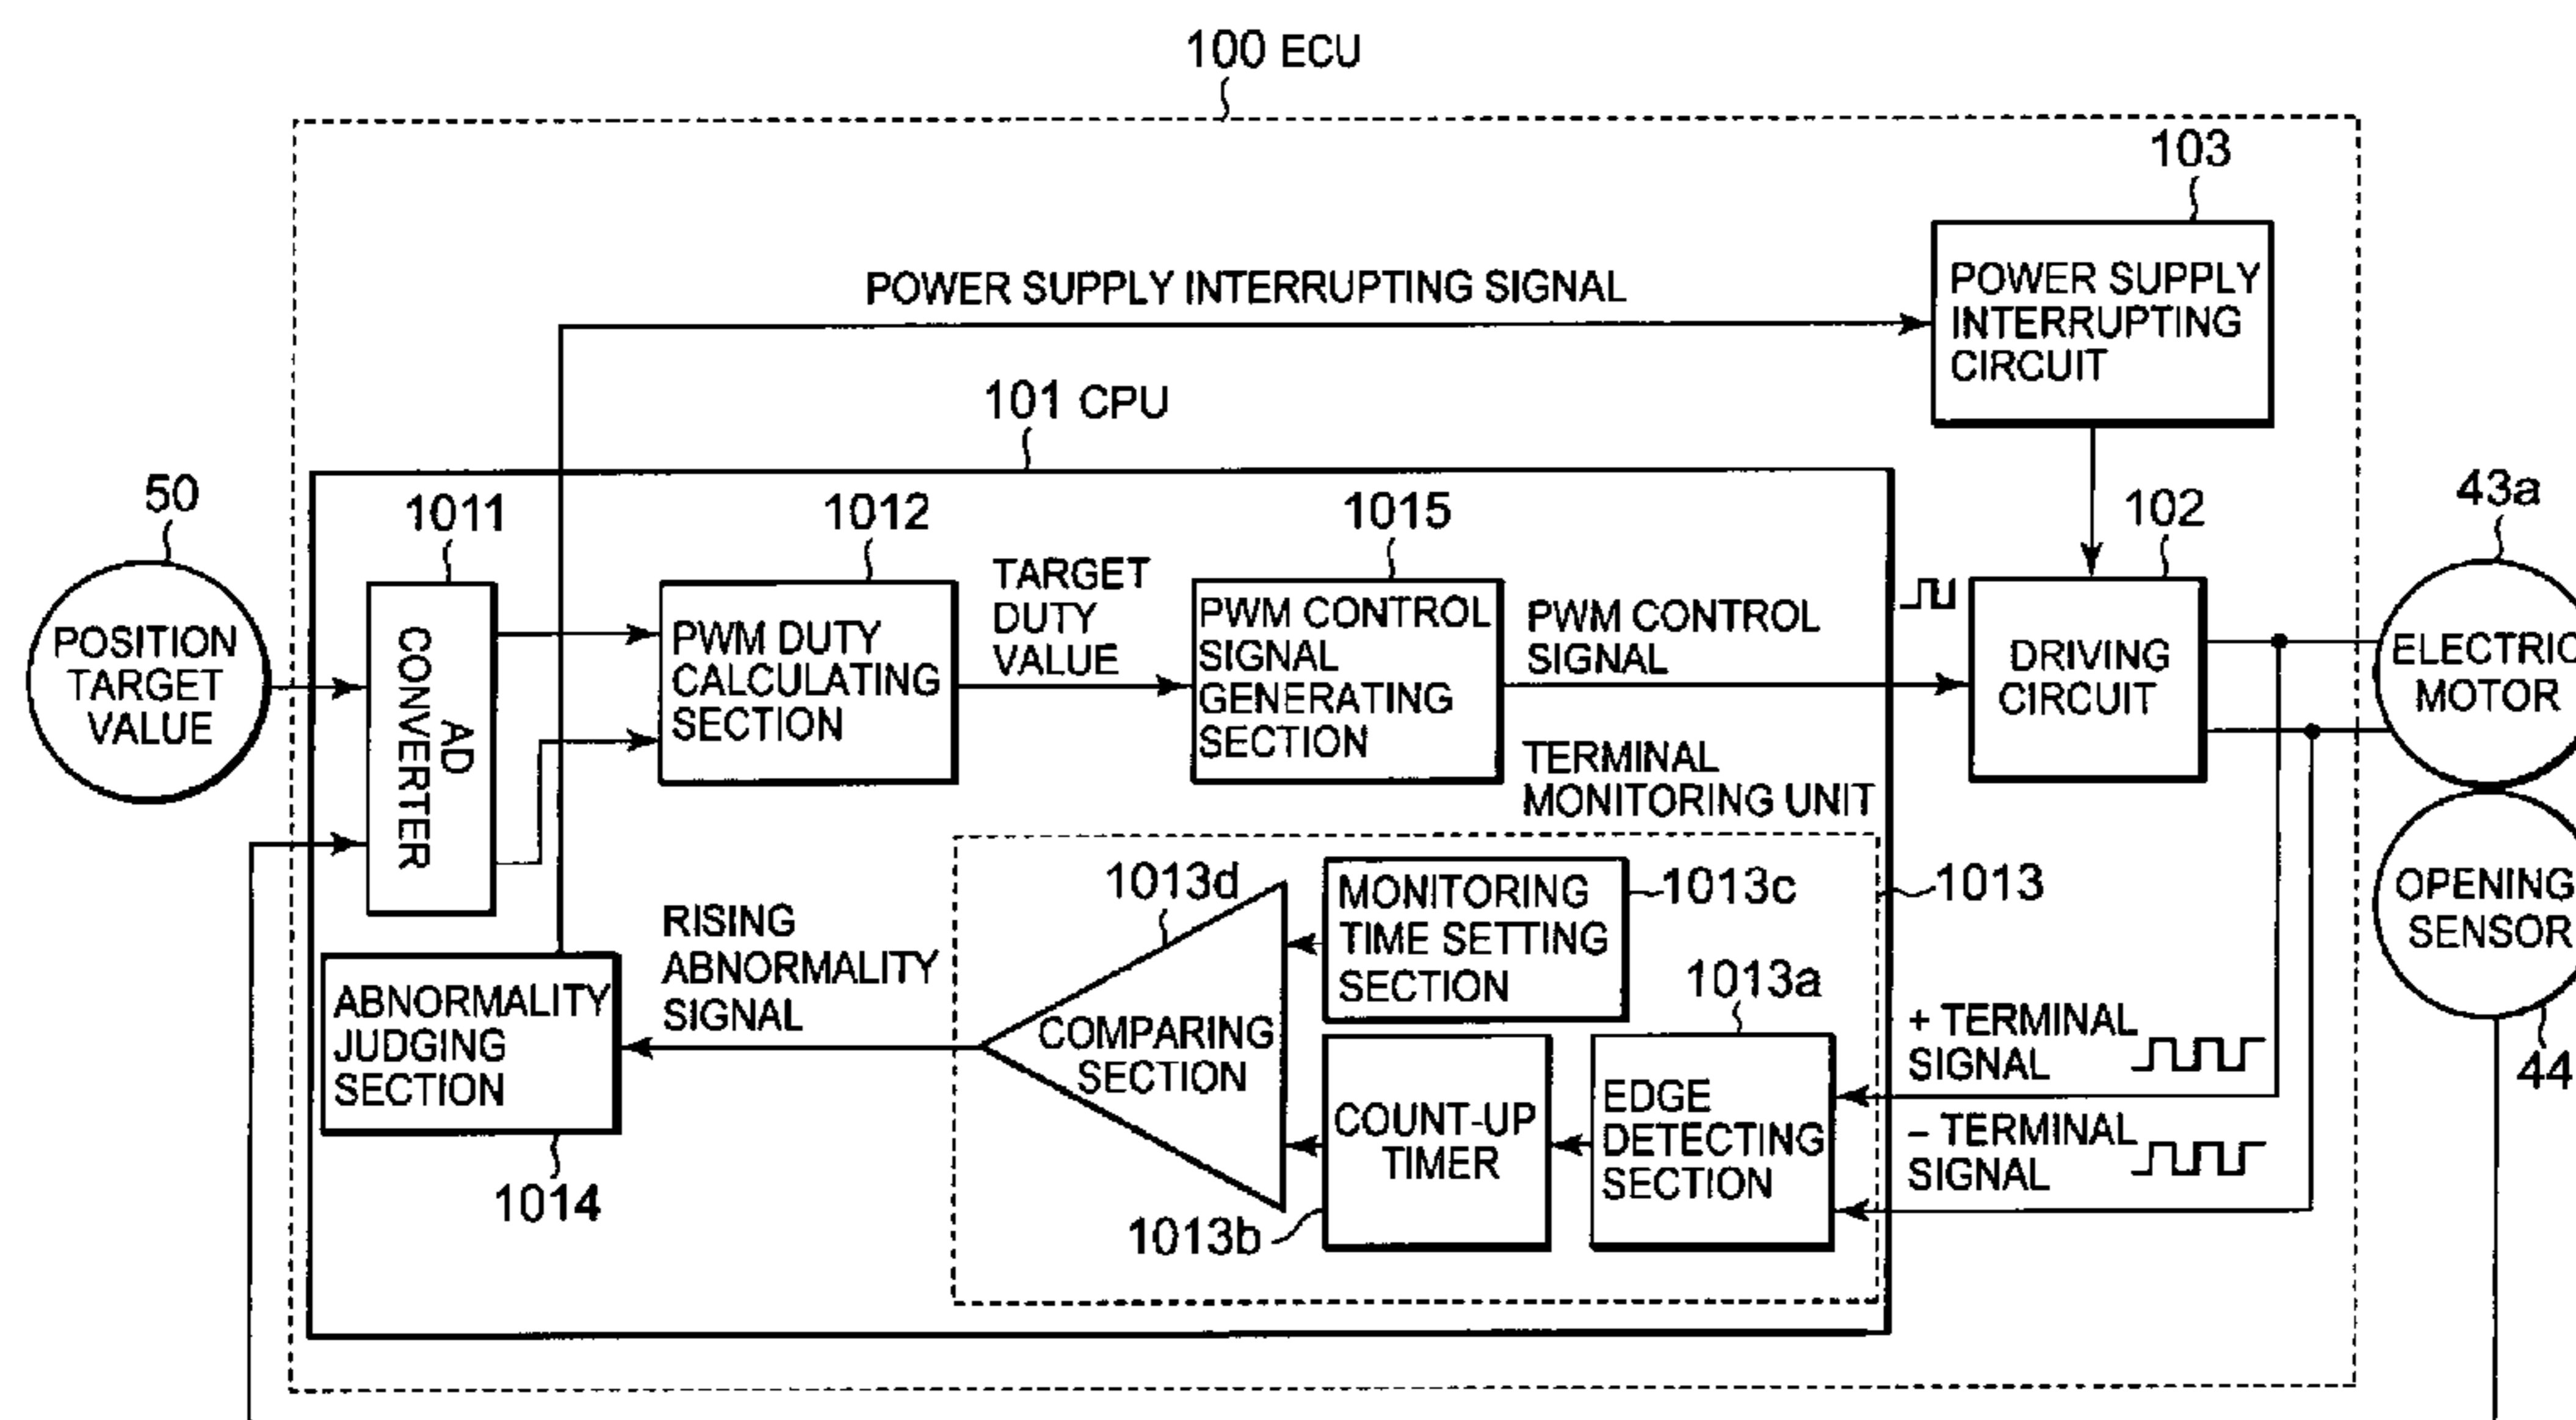 100 ECU
103
POWER SUPPLY
INTERRUPTING
CIRCUIT
POWER SUPPLY INTERRUPTING SIGNAL
101 CPU
50
POSITION
TARGET
VALUE
1011
AD
CONVERTER
1012
PWM DUTY
CALCULATING
SECTION
TARGET
DUTY
VALUE
1015
PWM CONTROL
SIGNAL
GENERATING
SECTION
PWM CONTROL
SIGNAL
102
DRIVING
CIRCUIT
43a
ELECTRIC
MOTOR
TERMINAL
MONITORING UNIT
1013
1013d
COMPARING
SECTION
MONITORING
TIME SETTING
SECTION
1013c
1013a
EDGE
DETECTING
SECTION
COUNT-UP
TIMER
1013b
RISING
ABNORMALITY
SIGNAL
ABNORMALITY
JUDGING
SECTION
1014
+ TERMINAL
SIGNAL
– TERMINAL
SIGNAL
OPENING
SENSOR
44